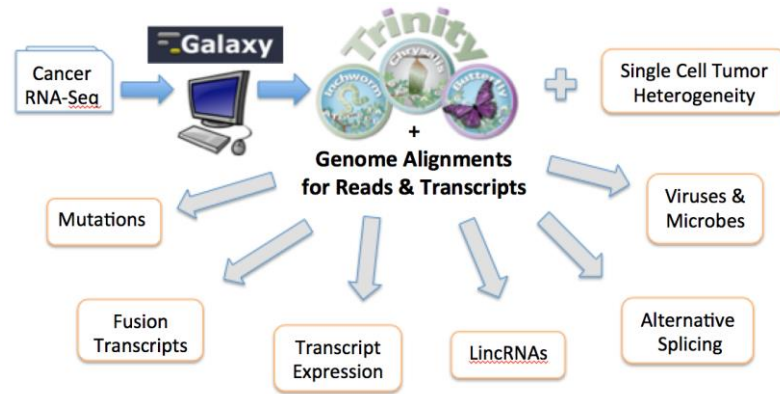 Cancer
RNA-Seq
Galaxy
Trinity
Inchworm
Chrysalis
Butterfly
+
Genome Alignments
for Reads & Transcripts
Single Cell Tumor
Heterogeneity
Mutations
Viruses &
Microbes
Fusion
Transcripts
Transcript
Expression
LincRNAs
Alternative
Splicing